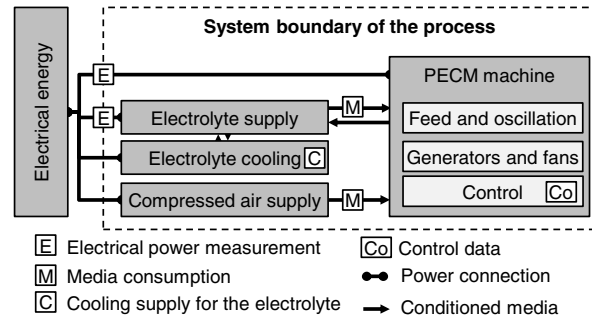 System boundary of the process
Electrical energy
E
PECM machine
E
Electrolyte supply
M
Feed and oscillation
Electrolyte cooling C
Generators and fans
Compressed air supply
M
Control Co
E Electrical power measurement
Co Control data
M Media consumption
Power connection
C Cooling supply for the electrolyte
Conditioned media